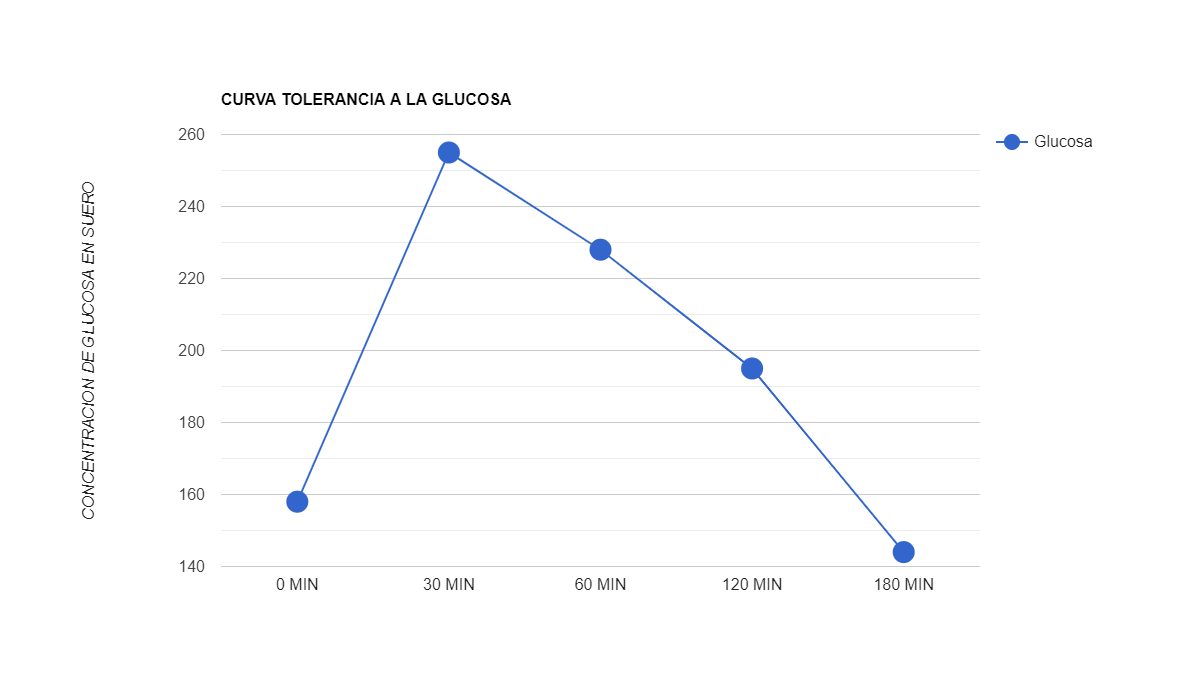 CURVA TOLERANCIA A LA GLUCOSA
Glucosa
CONCENTRACION DE GLUCOSA EN SUERO
260
240
220
200
180
160
140
0 MIN
30 MIN
60 MIN
120 MIN
180 MIN